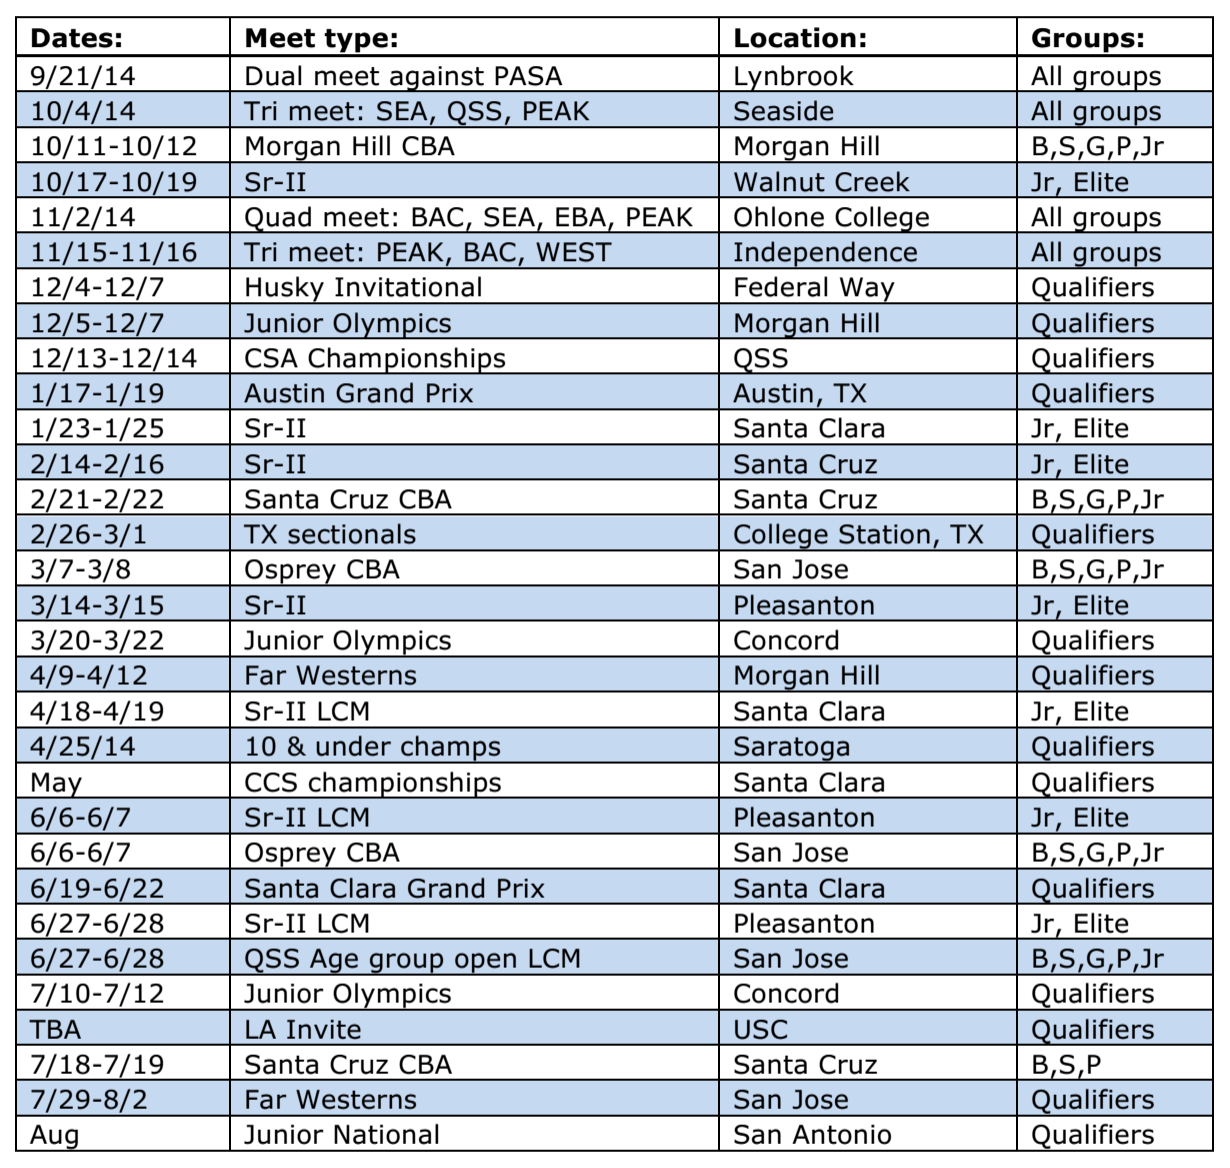 Dates: Meet type: Location: Groups:
9/21/14 Dual meet against PASA Lynbrook All groups
10/4/14 Tri meet: SEA, QSS, PEAK Seaside All groups
10/11-10/12 Morgan Hill CBA Morgan Hill B,S,G,P,Jr
10/17-10/19 Sr-II Walnut Creek Jr, Elite
11/2/14 Quad meet: BAC, SEA, EBA, PEAK Ohlone College All groups
11/15-11/16 Tri meet: PEAK, BAC, WEST Independence All groups
12/4-12/7 Husky Invitational Federal Way Qualifiers
12/5-12/7 Junior Olympics Morgan Hill Qualifiers
12/13-12/14 CSA Championships QSS Qualifiers
1/17-1/19 Austin Grand Prix Austin, TX Qualifiers
1/23-1/25 Sr-II Santa Clara Jr, Elite
2/14-2/16 Sr-II Santa Cruz Jr, Elite
2/21-2/22 Santa Cruz CBA Santa Cruz B,S,G,P,Jr
2/26-3/1 TX sectionals College Station, TX Qualifiers
3/7-3/8 Osprey CBA San Jose B,S,G,P,Jr
3/14-3/15 Sr-II Pleasanton Jr, Elite
3/20-3/22 Junior Olympics Concord Qualifiers
4/9-4/12 Far Westerns Morgan Hill Qualifiers
4/18-4/19 Sr-II LCM Santa Clara Jr, Elite
4/25/14 10 & under champs Saratoga Qualifiers
May CCS championships Santa Clara Qualifiers
6/6-6/7 Sr-II LCM Pleasanton Jr, Elite
6/6-6/7 Osprey CBA San Jose B,S,G,P,Jr
6/19-6/22 Santa Clara Grand Prix Santa Clara Qualifiers
6/27-6/28 Sr-II LCM Pleasanton Jr, Elite
6/27-6/28 QSS Age group open LCM San Jose B,S,G,P,Jr
7/10-7/12 Junior Olympics Concord Qualifiers
TBA LA Invite USC Qualifiers
7/18-7/19 Santa Cruz CBA Santa Cruz B,S,P
7/29-8/2 Far Westerns San Jose Qualifiers
Aug Junior National San Antonio Qualifiers